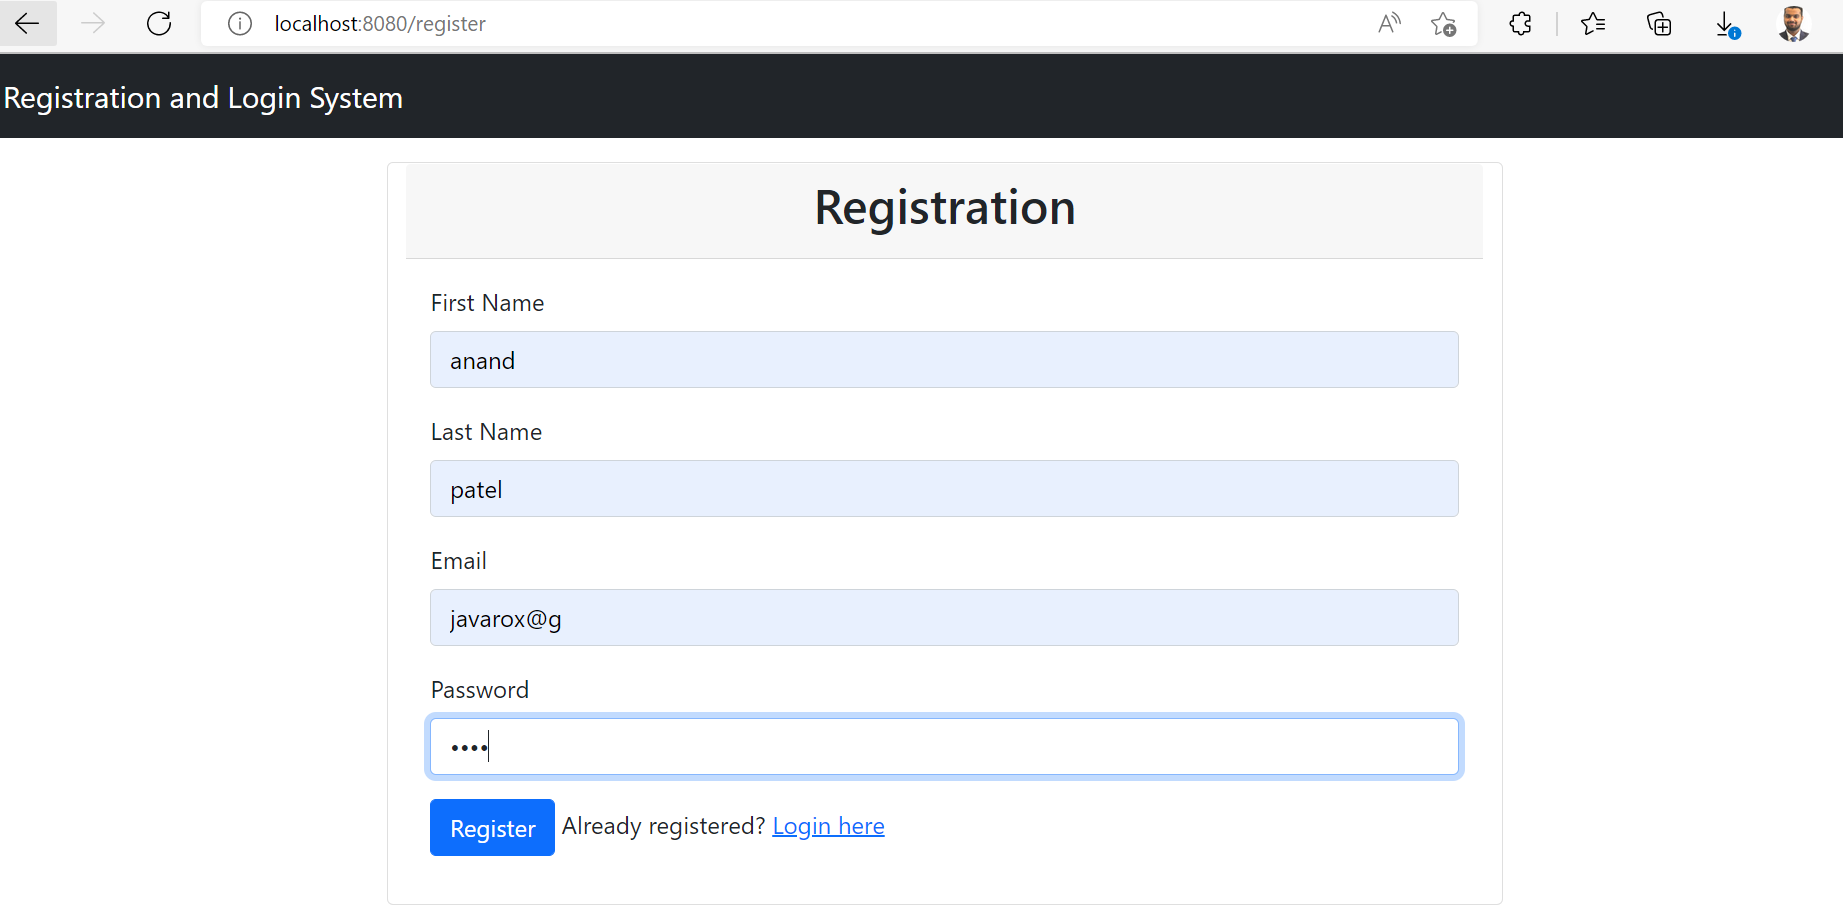 localhost:8080/register
Registration and Login System
Registration
First Name
anand
Last Name
patel
Email
javarox@g
Password
••••
Register Already registered? Login here